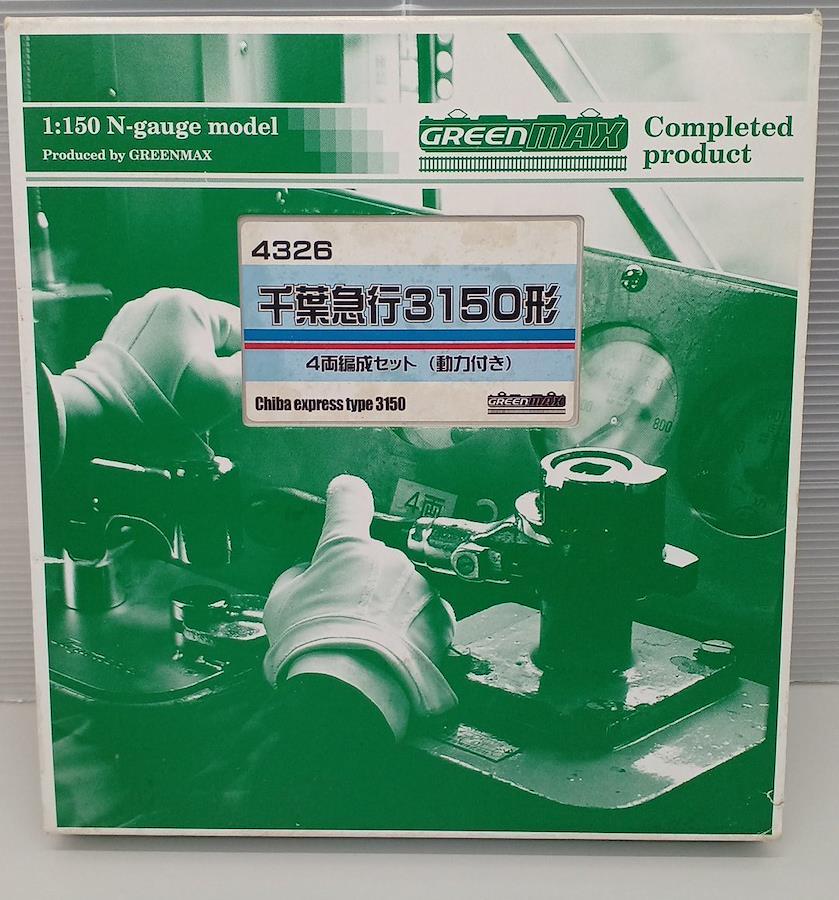 1:150 N-gauge model
Produced by GREENMAX
GREENMAX
Completed
product
4326
千葉急行3150形
4両編成セット (動力付き)
Chiba express type 3150
GREENMAX
800
4両